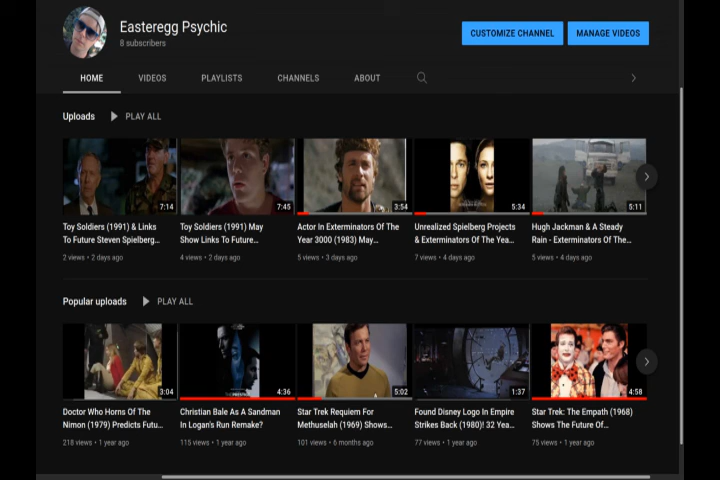 Easteregg Psychic
8 subscribers
CUSTOMIZE CHANNEL
MANAGE VIDEOS
HOME
VIDEOS
PLAYLISTS
CHANNELS
ABOUT
Uploads
PLAY ALL
7:14
7:45
3:54
5:34
5:11
Toy Soldiers (1991) & Links
To Future Steven Spielberg...
2 views • 2 days ago
Toy Soldiers (1991) May
Show Links To Future...
4 views • 2 days ago
Actor In Exterminators Of The
Year 3000 (1983) May...
5 views • 3 days ago
Unrealized Spielberg Projects
& Exterminators Of The Yea...
7 views • 4 days ago
Hugh Jackman & A Steady
Rain - Exterminators Of The...
5 views • 4 days ago
Popular uploads
PLAY ALL
3:04
4:36
5:02
1:37
4:58
Doctor Who Horns Of The
Nimon (1979) Predicts Futu...
218 views • 1 year ago
Christian Bale As A Sandman
In Logan's Run Remake?
115 views • 1 year ago
Star Trek Requiem For
Methuselah (1969) Shows...
101 views • 6 months ago
Found Disney Logo In Empire
Strikes Back (1980)! 32 Yea...
77 views • 1 year ago
Star Trek: The Empath (1968)
Shows The Future Of...
75 views • 1 year ago